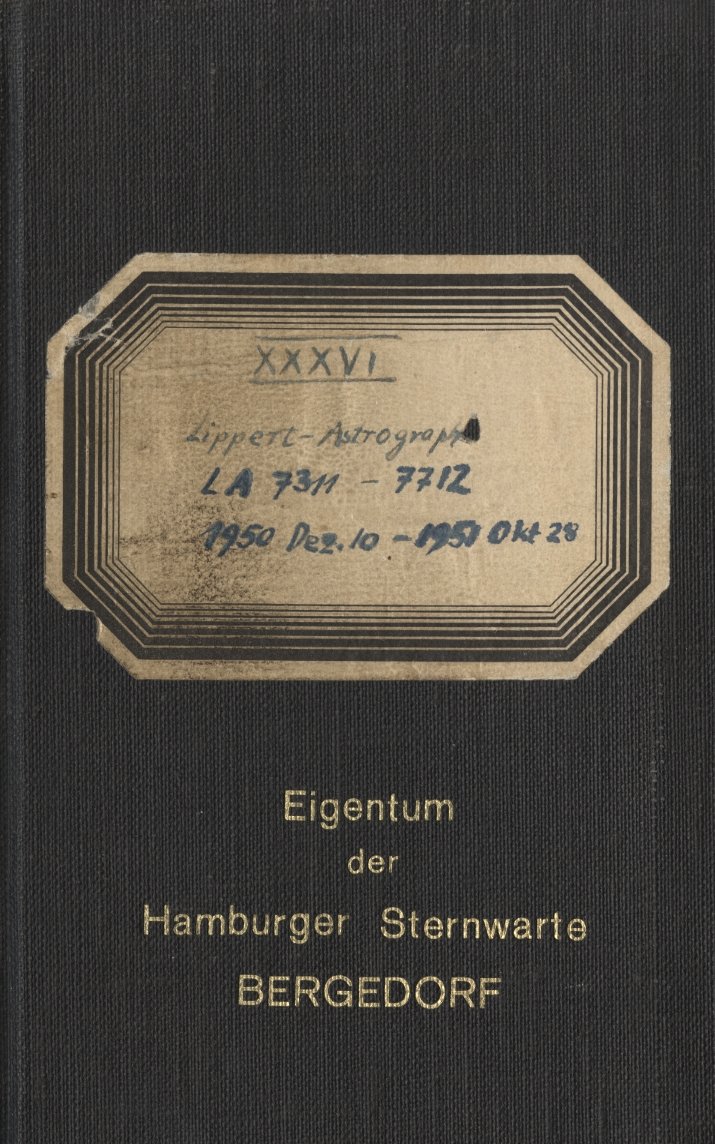 XXXVI
Lippert-Astrograph
LA 7311 - 7712
1950 Dez. 10 - 1951 Okt 28
Eigentum
der
Hamburger Sternwarte
BERGEDORF